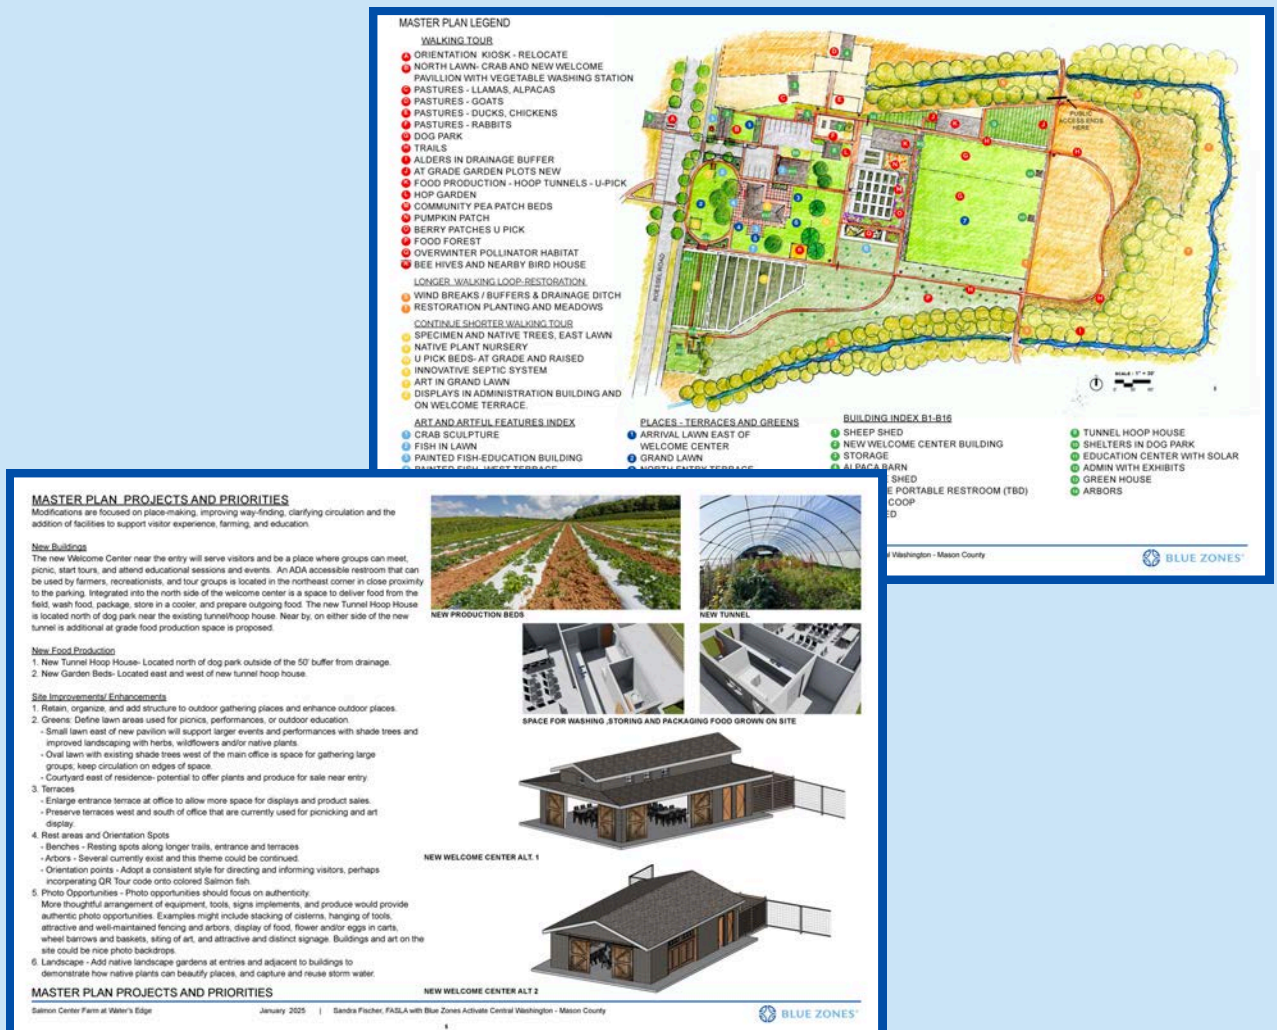 MASTER PLAN LEGEND
WALKING TOUR
A ORIENTATION KIOSK - RELOCATE
B NORTH LAWN- CRAB AND NEW WELCOME
PAVILLION WITH VEGETABLE WASHING STATION
C PASTURES - LLAMAS, ALPACAS
D PASTURES - GOATS
E PASTURES - DUCKS, CHICKENS
F PASTURES - RABBITS
G DOG PARK
H TRAILS
I ALDERS IN DRAINAGE BUFFER
J AT GRADE GARDEN PLOTS NEW
K FOOD PRODUCTION - HOOP TUNNELS - U-PICK
L HOP GARDEN
M COMMUNITY PEA PATCH BEDS
N PUMPKIN PATCH
O BERRY PATCHES U PICK
P FOOD FOREST
Q OVERWINTER POLLINATOR HABITAT
R BEE HIVES AND NEARBY BIRD HOUSE
LONGER WALKING LOOP-RESTORATION
WIND BREAKS / BUFFERS & DRAINAGE DITCH
RESTORATION PLANTING AND MEADOWS
CONTINUE SHORTER WALKING TOUR
SPECIMEN AND NATIVE TREES, EAST LAWN
NATIVE PLANT NURSERY
U PICK BEDS- AT GRADE AND RAISED
INNOVATIVE SEPTIC SYSTEM
ART IN GRAND LAWN
DISPLAYS IN ADMINISTRATION BUILDING AND
ON WELCOME TERRACE.
ART AND ARTFUL FEATURES INDEX
1 CRAB SCULPTURE
2 FISH IN LAWN
3 PAINTED FISH-EDUCATION BUILDING
PAINTED FISH- WEST TERRACE
PLACES - TERRACES AND GREENS
1 ARRIVAL LAWN EAST OF
WELCOME CENTER
2 GRAND LAWN
NORTH ENTRY TERRACE
BUILDING INDEX B1-B16
1 SHEEP SHED
2 NEW WELCOME CENTER BUILDING
3 STORAGE
4 ALPACA BARN
SHED
PORTABLE RESTROOM (TBD)
COOP
9 TUNNEL HOOP HOUSE
10 SHELTERS IN DOG PARK
11 EDUCATION CENTER WITH SOLAR
12 ADMIN WITH EXHIBITS
13 GREEN HOUSE
14 ARBORS
PUBLIC
ACCESS ENDS
HERE
ROESSEL ROAD
SCALE : 1" = 30'
Washington - Mason County
BLUE ZONES®
MASTER PLAN PROJECTS AND PRIORITIES
Modifications are focused on place-making, improving way-finding, clarifying circulation and the
addition of facilities to support visitor experience, farming, and education.
New Buildings
The new Welcome Center near the entry will serve visitors and be a place where groups can meet,
picnic, start tours, and attend educational sessions and events. An ADA accessible restroom that can
be used by farmers, recreationists, and tour groups is located in the northeast corner in close proximity
to the parking. Integrated into the north side of the welcome center is a space to deliver food from the
field, wash food, package, store in a cooler, and prepare outgoing food. The new Tunnel Hoop House
is located north of dog park near the existing tunnel/hoop house. Near by, on either side of the new
tunnel is additional at grade food production space is proposed.
New Food Production
1. New Tunnel Hoop House- Located north of dog park outside of the 50' buffer from drainage.
2. New Garden Beds- Located east and west of new tunnel hoop house.
Site Improvements/ Enhancements
1. Retain, organize, and add structure to outdoor gathering places and enhance outdoor places.
2. Greens: Define lawn areas used for picnics, performances, or outdoor education.
- Small lawn east of new pavilion will support larger events and performances with shade trees and
improved landscaping with herbs, wildflowers and/or native plants.
- Oval lawn with existing shade trees west of the main office is space for gathering large
groups; keep circulation on edges of space.
- Courtyard east of residence- potential to offer plants and produce for sale near entry.
3. Terraces
- Enlarge entrance terrace at office to allow more space for displays and product sales.
- Preserve terraces west and south of office that are currently used for picnicking and art
display.
4. Rest areas and Orientation Spots
- Benches - Resting spots along longer trails, entrance and terraces
- Arbors - Several currently exist and this theme could be continued.
- Orientation points - Adopt a consistent style for directing and informing visitors, perhaps
incorperating QR Tour code onto colored Salmon fish.
5. Photo Opportunities - Photo opportunities should focus on authenticity.
More thoughtful arrangement of equipment, tools, signs implements, and produce would provide
authentic photo opportunities. Examples might include stacking of cisterns, hanging of tools,
attractive and well-maintained fencing and arbors, display of food, flower and/or eggs in carts,
wheel barrows and baskets, siting of art, and attractive and distinct signage. Buildings and art on the
site could be nice photo backdrops.
6. Landscape - Add native landscape gardens at entries and adjacent to buildings to
demonstrate how native plants can beautify places, and capture and reuse storm water.
NEW PRODUCTION BEDS
NEW TUNNEL
SPACE FOR WASHING ,STORING AND PACKAGING FOOD GROWN ON SITE
NEW WELCOME CENTER ALT. 1
NEW WELCOME CENTER ALT 2
MASTER PLAN PROJECTS AND PRIORITIES
Salmon Center Farm at Water's Edge
January 2025 | Sandra Fischer, FASLA with Blue Zones Activate Central Washington - Mason County
BLUE ZONES®